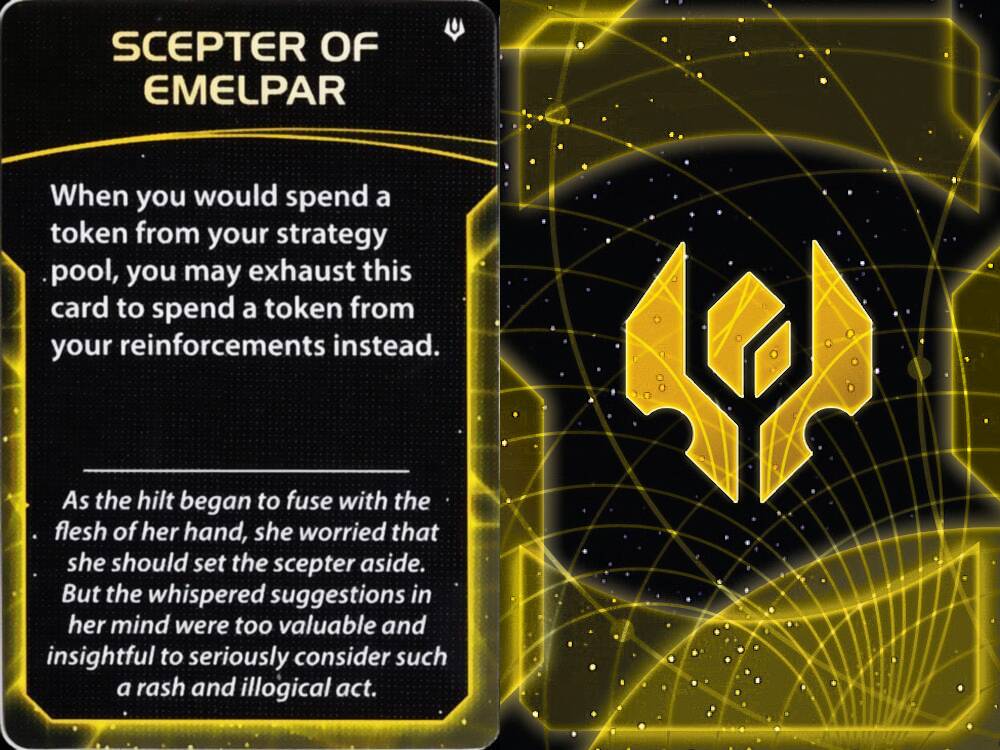 SCEPTER OF
EMELPAR
When you would spend a
token from your strategy
pool, you may exhaust this
card to spend a token from
your reinforcements instead.
As the hilt began to fuse with the
flesh of her hand, she worried that
she should set the scepter aside.
But the whispered suggestions in
her mind were too valuable and
insightful to seriously consider such
a rash and illogical act.